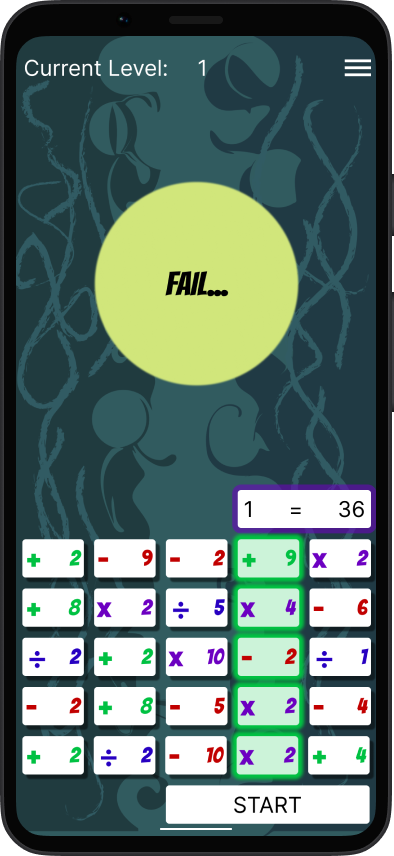 Current Level: 1
FAIL...
1 = 36
+ 2 - 9 - 2 + 9 x 2
+ 8 x 2 ÷ 5 x 4 - 6
÷ 2 + 2 x 10 - 2 ÷ 1
- 2 + 8 - 5 x 2 - 4
+ 2 ÷ 2 - 10 x 2 + 4
START